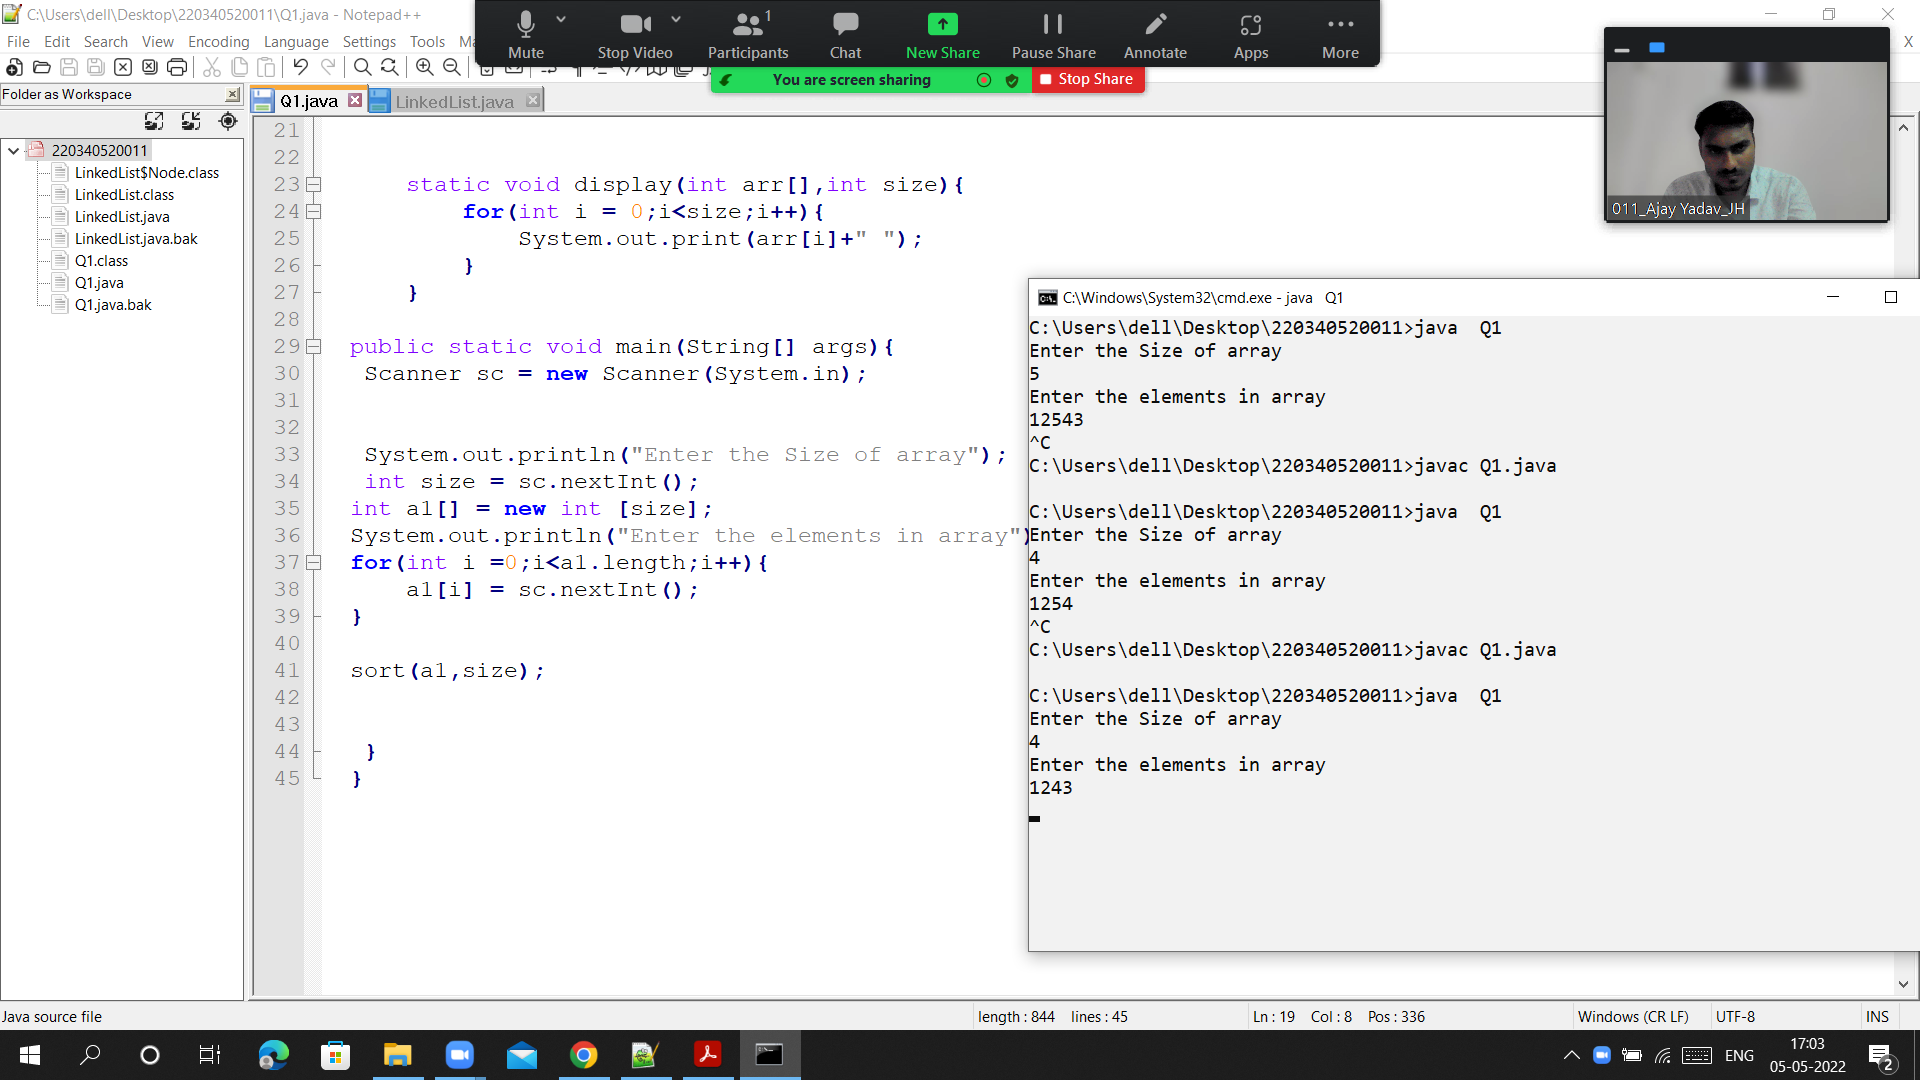 C:\Users\dell\Desktop\220340520011\Q1.java - Notepad++
File Edit Search View Encoding Language Settings Tools
X
Mute
Stop Video
Participants 1
Chat
New Share
Pause Share
Annotate
Apps
More
You are screen sharing
Stop Share
Folder as Workspace
Q1.java
LinkedList.java
220340520011
LinkedList$Node.class
LinkedList.class
LinkedList.java
LinkedList.java.bak
Q1.class
Q1.java
Q1.java.bak
21
22
23 static void display(int arr[],int size){
24 for(int i = 0;i<size;i++){
25 System.out.print(arr[i]+" ");
26 }
27 }
28
29 public static void main(String[] args){
30 Scanner sc = new Scanner(System.in);
31
32
33 System.out.println("Enter the Size of array");
34 int size = sc.nextInt();
35 int a1[] = new int [size];
36 System.out.println("Enter the elements in array")
37 for(int i =0;i<a1.length;i++){
38 a1[i] = sc.nextInt();
39 }
40
41 sort(a1,size);
42
43
44 }
45 }
011_Ajay Yadav_JH
C:\Windows\System32\cmd.exe - java Q1
C:\Users\dell\Desktop\220340520011>java Q1
Enter the Size of array
5
Enter the elements in array
12543
^C
C:\Users\dell\Desktop\220340520011>javac Q1.java
C:\Users\dell\Desktop\220340520011>java Q1
Enter the Size of array
4
Enter the elements in array
1254
^C
C:\Users\dell\Desktop\220340520011>javac Q1.java
C:\Users\dell\Desktop\220340520011>java Q1
Enter the Size of array
4
Enter the elements in array
1243
Java source file
length : 844 lines : 45
Ln : 19 Col : 8 Pos : 336
Windows (CR LF)
UTF-8
INS
ENG
17:03
05-05-2022
2